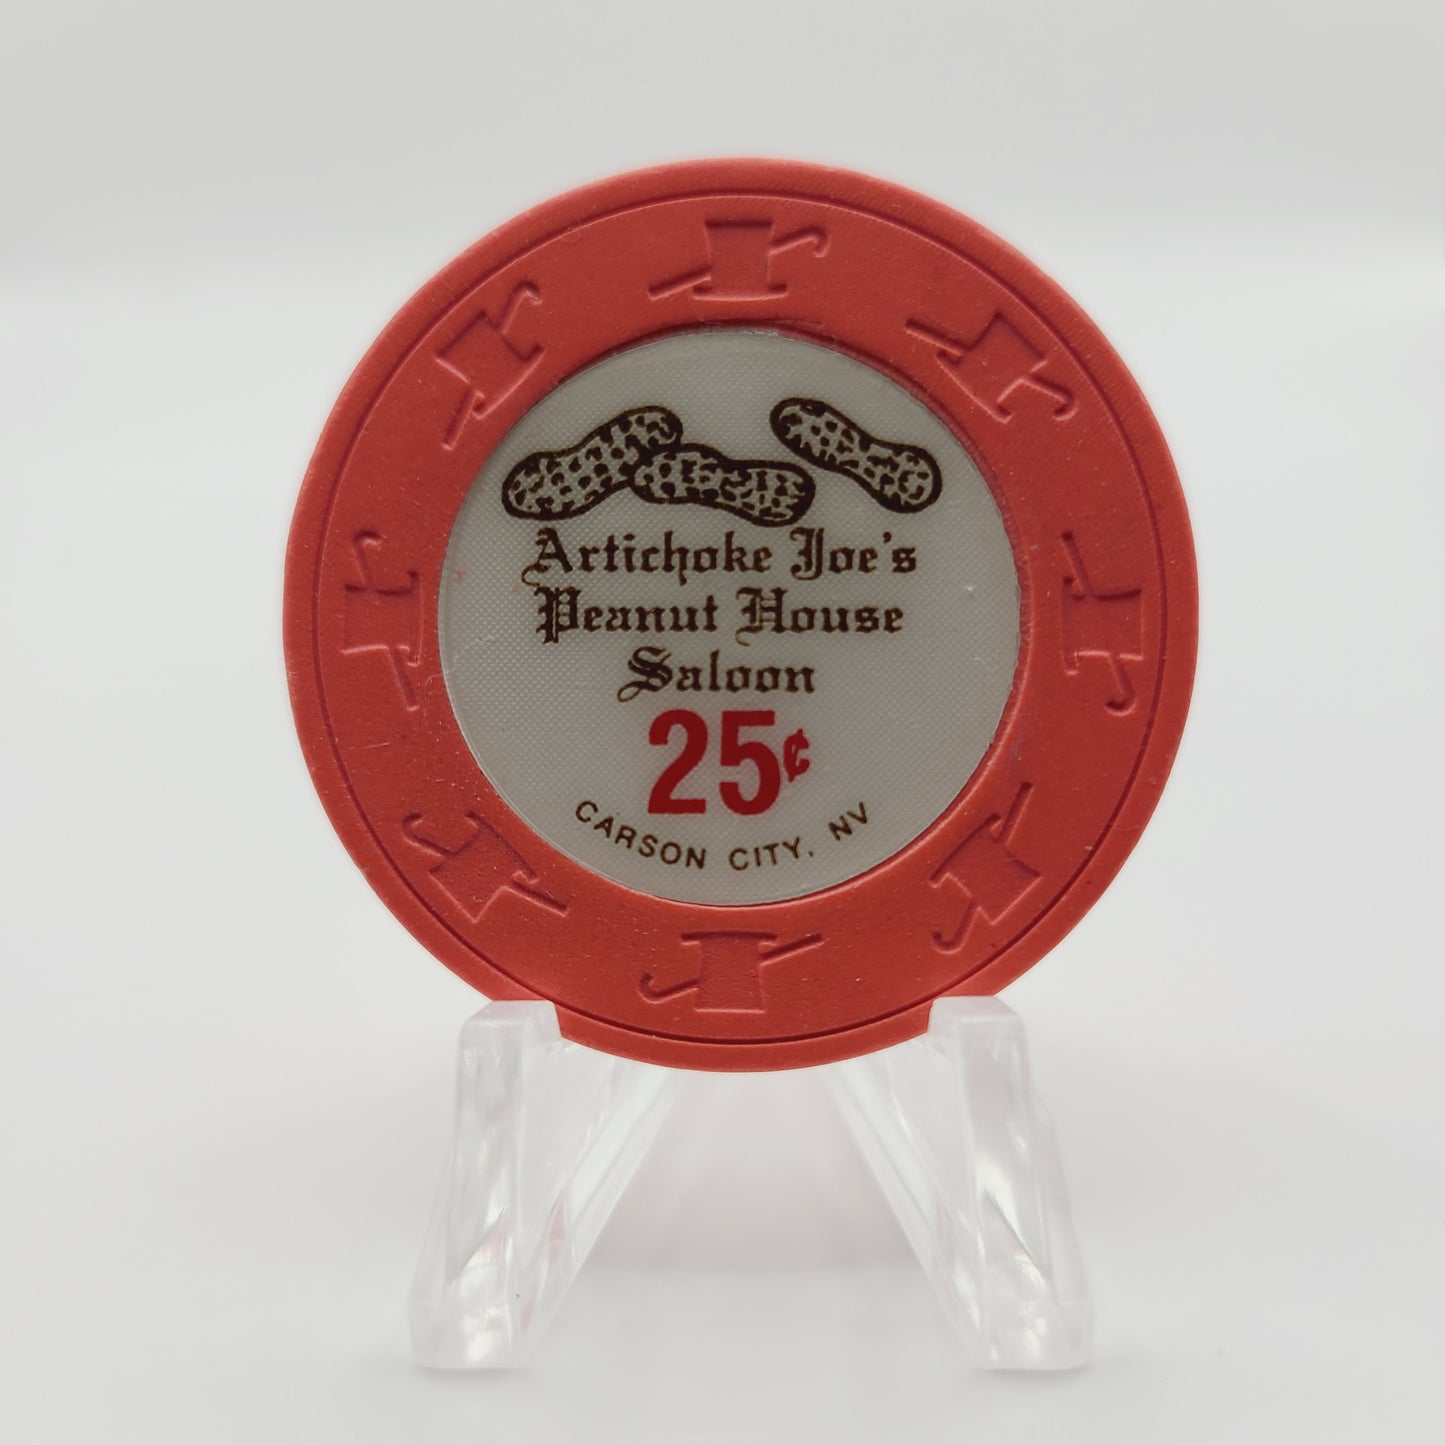 Artichoke Joe's
Peanut House
Saloon
25¢
CARSON CITY, NV